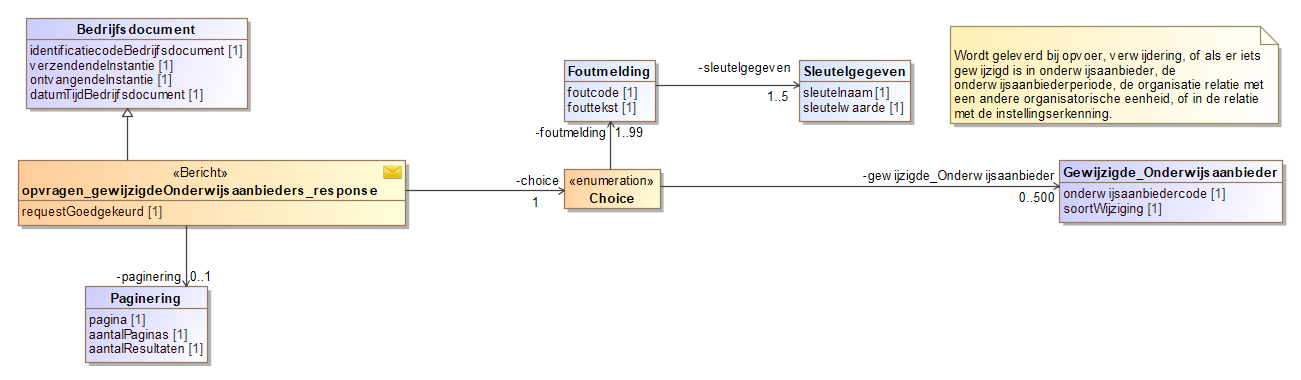 Bedrijfsdocument
identificatiecodeBedrijfsdocument [1]
verzendendeInstantie [1]
ontvangendeInstantie [1]
datumTijdBedrijfsdocument [1]
«Bericht»
opvragen_gewijzigdeOnderwijsaanbieders_response
requestGoedgekeurd [1]
-paginering 0..1
Paginering
pagina [1]
aantalPaginas [1]
aantalResultaten [1]
-choice
1
«enumeration»
Choice
-foutmelding 1..99
Foutmelding
foutcode [1]
fouttekst [1]
-sleutelgegeven
1..5
Sleutelgegeven
sleutelnaam [1]
sleutelwaarde [1]
-gewijzigde_Onderwijsaanbieder
0..500
Gewijzigde_Onderwijsaanbieder
onderwijsaanbiedercode [1]
soortWijziging [1]
Wordt geleverd bij opvoer, verwijdering, of als er iets
gewijzigd is in onderwijsaanbieder, de
onderwijsaanbiederperiode, de organisatie relatie met
een andere organisatorische eenheid, of in de relatie
met de instellingserkenning.